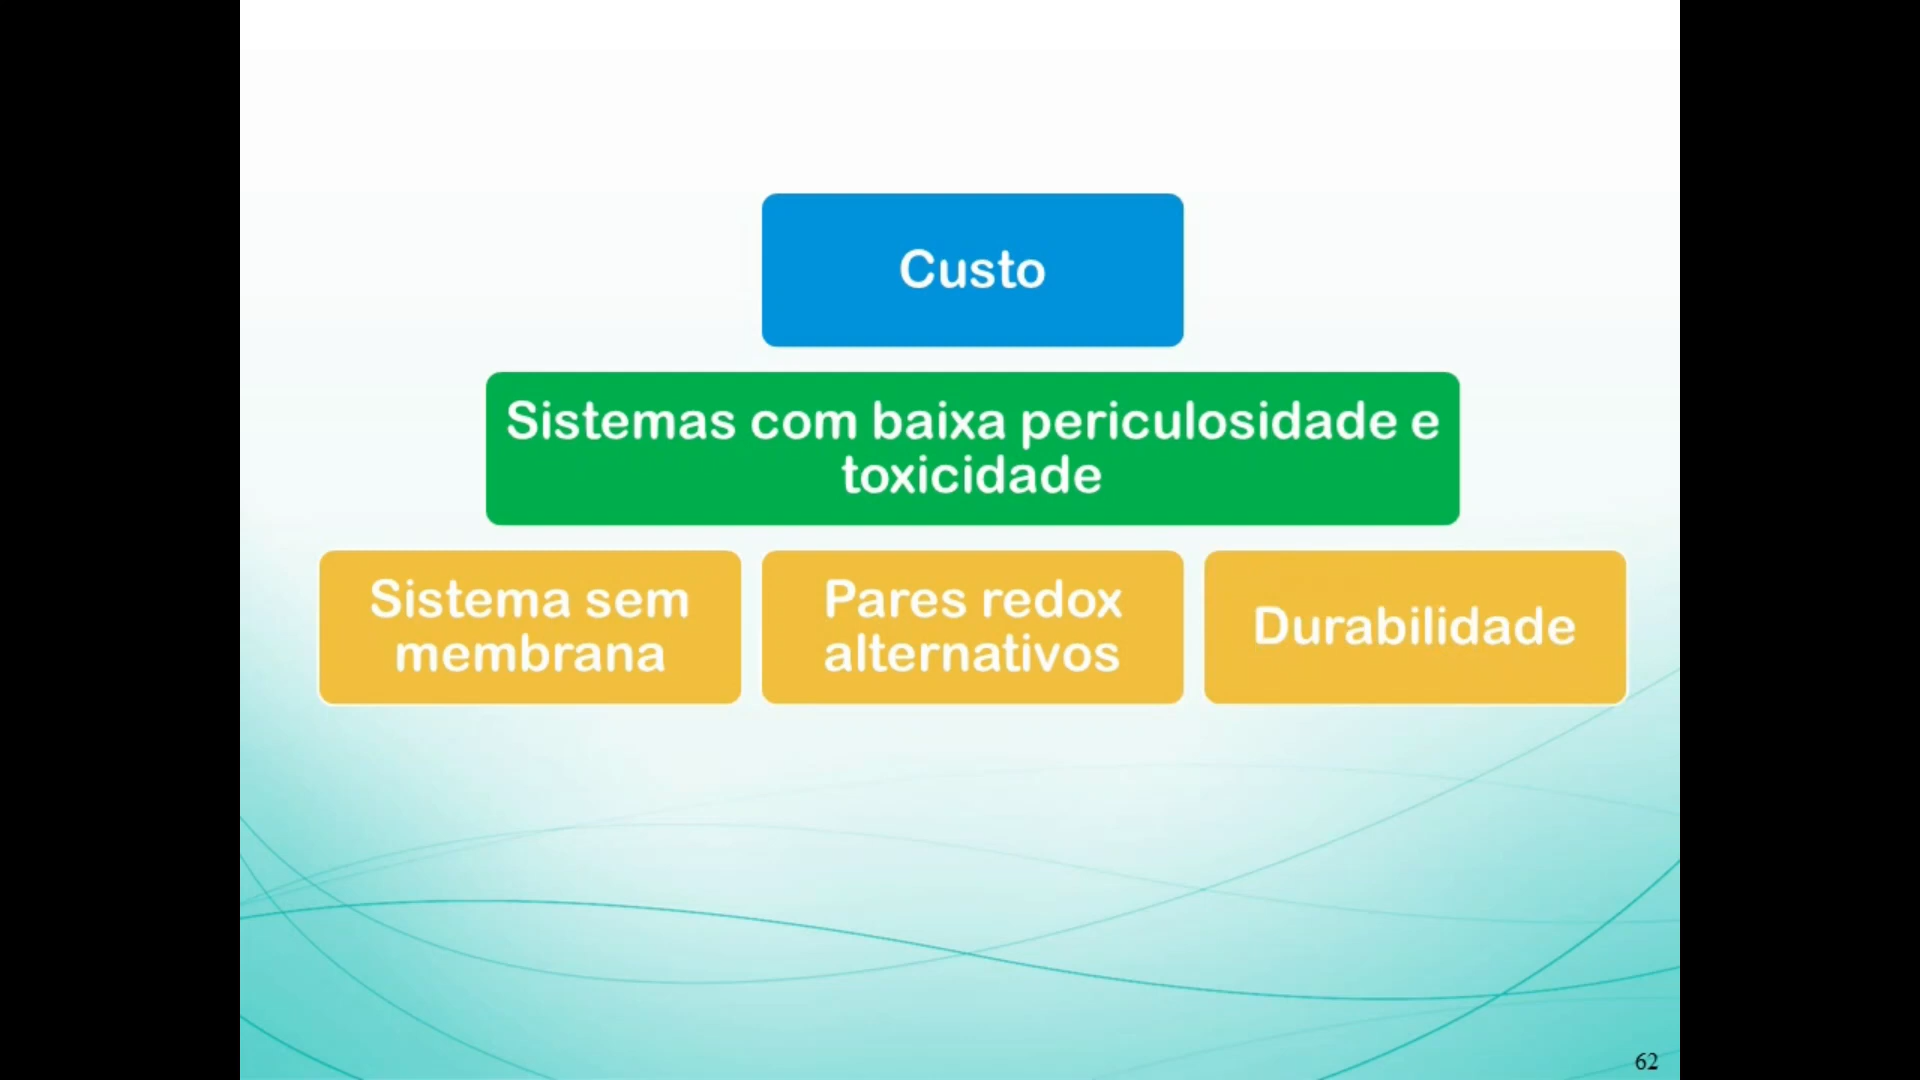 Custo
Sistemas com baixa periculosidade e
toxicidade
Sistema sem
membrana
Pares redox
alternativos
Durabilidade
62